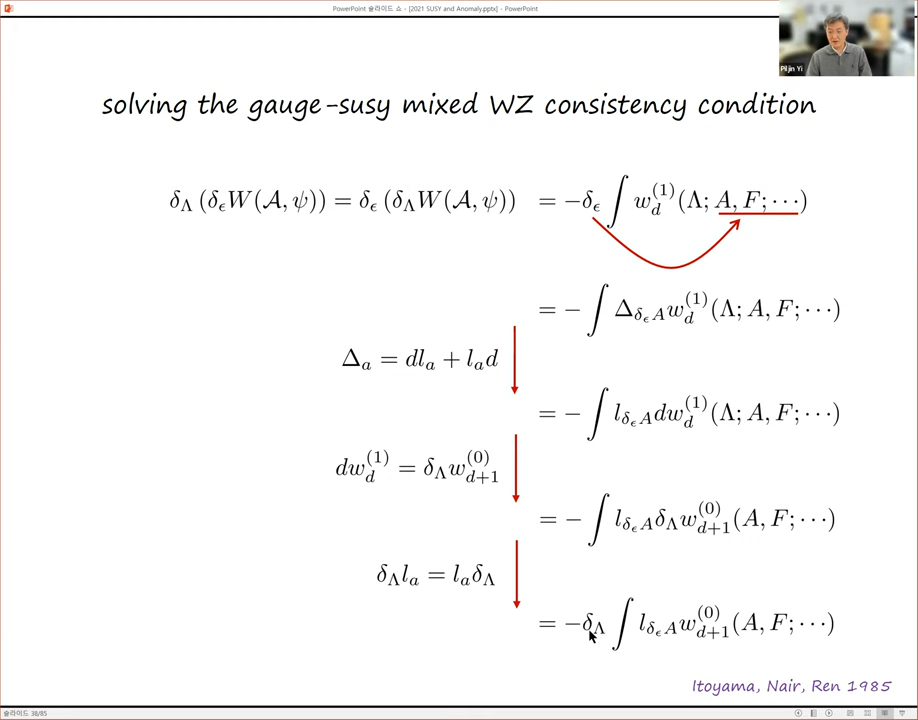 PowerPoint 슬라이드 쇼 - [2021 SUSY and Anomaly.pptx] - PowerPoint
Piljin Yi
solving the gauge-susy mixed WZ consistency condition
δ_Λ (δ_ϵ W(𝒜, ψ)) = δ_ϵ (δ_Λ W(𝒜, ψ)) = −δ_ϵ ∫ w_d^{(1)}(Λ; A, F; ⋯)
= − ∫ Δ_{δ_ϵ A} w_d^{(1)}(Λ; A, F; ⋯)
Δ_a = dl_a + l_a d
= − ∫ l_{δ_ϵ A} dw_d^{(1)}(Λ; A, F; ⋯)
dw_d^{(1)} = δ_Λ w_{d+1}^{(0)}
= − ∫ l_{δ_ϵ A} δ_Λ w_{d+1}^{(0)}(A, F; ⋯)
δ_Λ l_a = l_a δ_Λ
= −δ_Λ ∫ l_{δ_ϵ A} w_{d+1}^{(0)}(A, F; ⋯)
Itoyama, Nair, Ren 1985
슬라이드 38/85